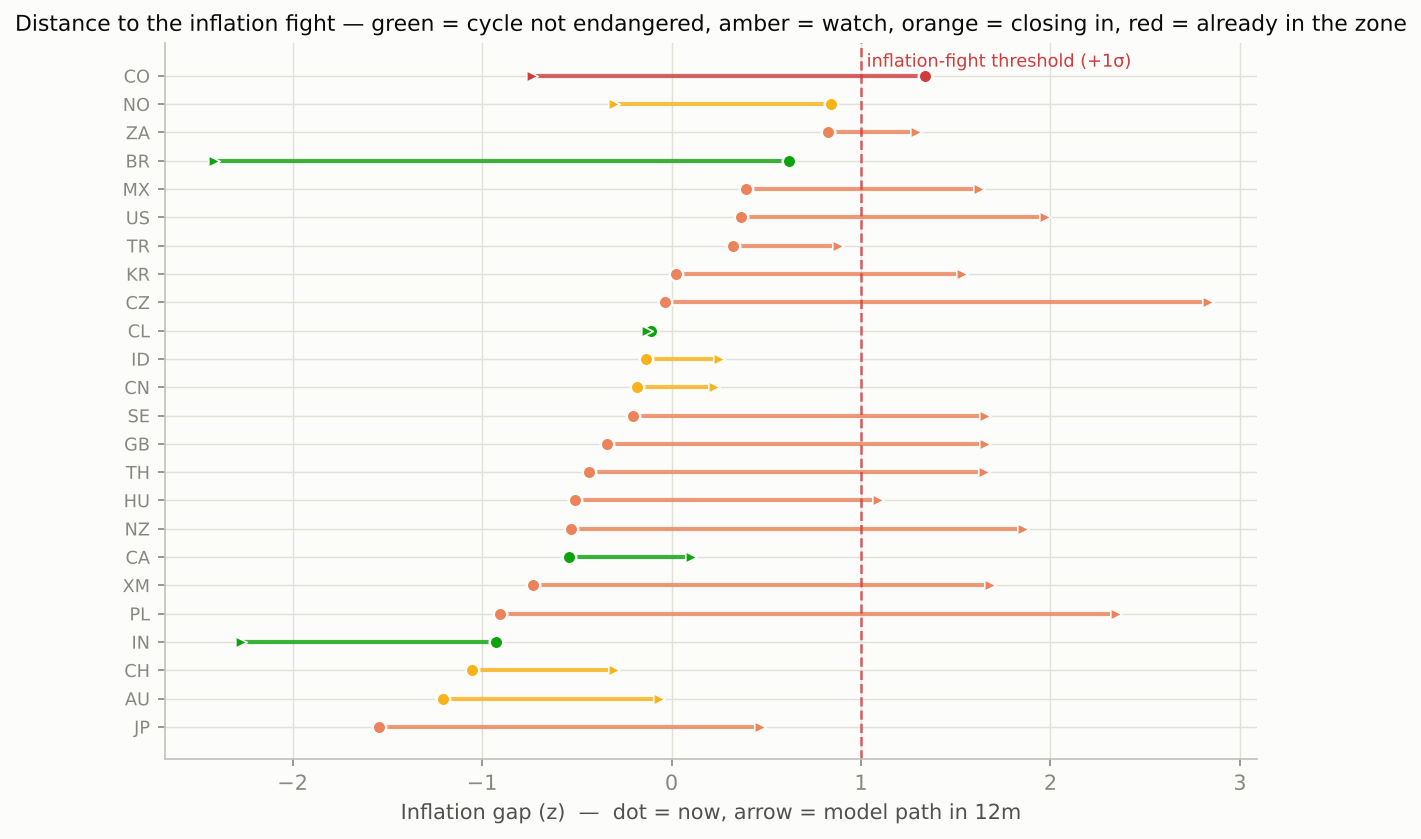 Distance to the inflation fight — green = cycle not endangered, amber = watch, orange = closing in, red = already in the zone
inflation-fight threshold (+1σ)
CO
NO
ZA
BR
MX
US
TR
KR
CZ
CL
ID
CN
SE
GB
TH
HU
NZ
CA
XM
PL
IN
CH
AU
JP
−2 −1 0 1 2 3
Inflation gap (z) — dot = now, arrow = model path in 12m